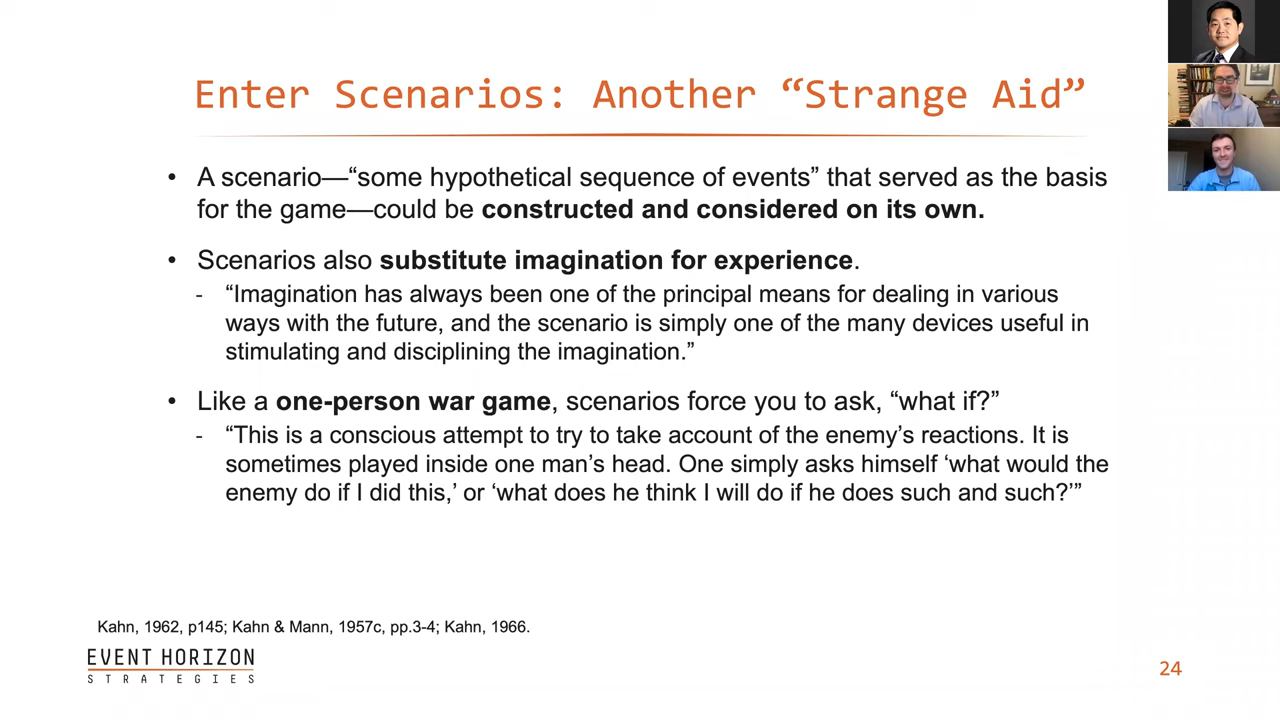 Enter Scenarios: Another “Strange Aid”
• A scenario—“some hypothetical sequence of events” that served as the basis
for the game—could be constructed and considered on its own.
• Scenarios also substitute imagination for experience.
- “Imagination has always been one of the principal means for dealing in various
ways with the future, and the scenario is simply one of the many devices useful in
stimulating and disciplining the imagination.”
• Like a one-person war game, scenarios force you to ask, “what if?”
- “This is a conscious attempt to try to take account of the enemy’s reactions. It is
sometimes played inside one man’s head. One simply asks himself ‘what would the
enemy do if I did this,’ or ‘what does he think I will do if he does such and such?’”
Kahn, 1962, p145; Kahn & Mann, 1957c, pp.3-4; Kahn, 1966.
EVENT HORIZON
STRATEGIES
24